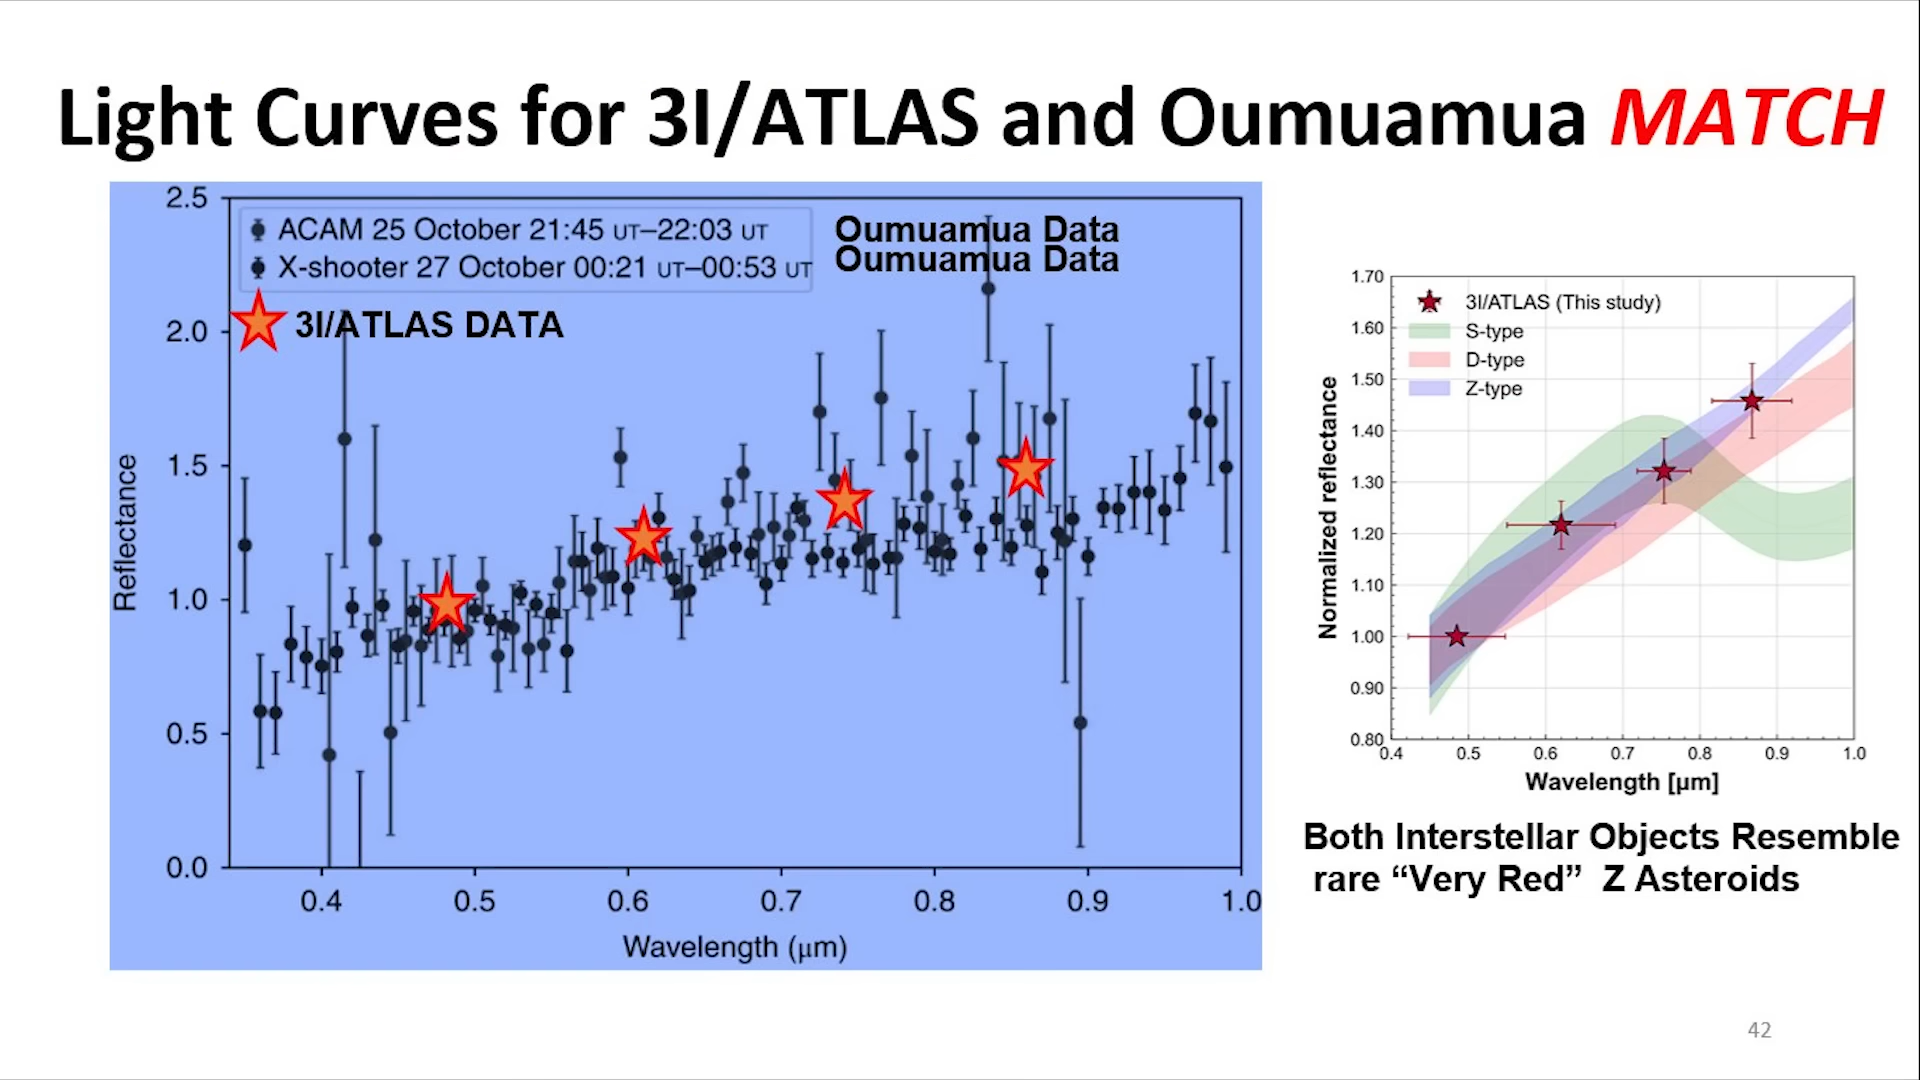 Light Curves for 3I/ATLAS and Oumuamua MATCH
2.5
2.0
1.5
1.0
0.5
0.0
Reflectance
ACAM 25 October 21:45 UT–22:03 UT
X-shooter 27 October 00:21 UT–00:53 UT
Oumuamua Data
Oumuamua Data
3I/ATLAS DATA
0.4 0.5 0.6 0.7 0.8 0.9 1.0
Wavelength (μm)
1.70
1.60
1.50
1.40
1.30
1.20
1.10
1.00
0.90
0.80
Normalized reflectance
3I/ATLAS (This study)
S-type
D-type
Z-type
0.4 0.5 0.6 0.7 0.8 0.9 1.0
Wavelength [μm]
Both Interstellar Objects Resemble
rare “Very Red” Z Asteroids
42